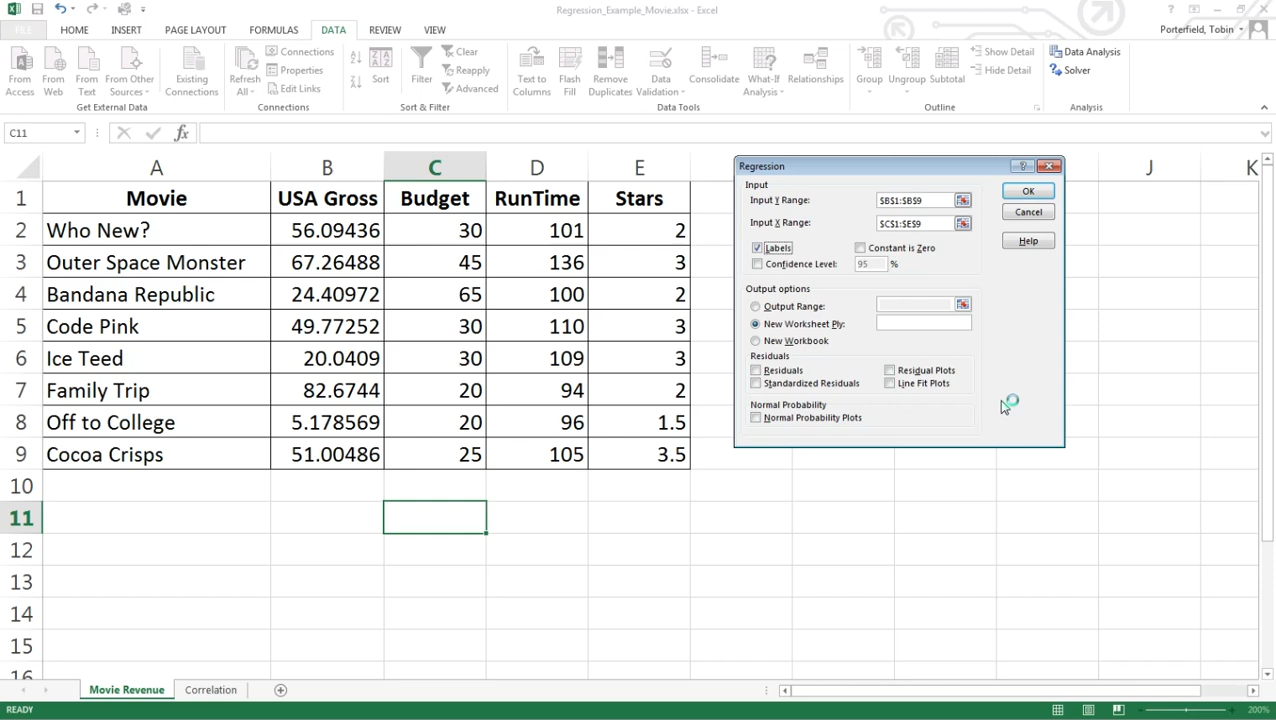 Regression_Example_Movie.xlsx - Excel
FILE HOME INSERT PAGE LAYOUT FORMULAS DATA REVIEW VIEW Porterfield, Tobin
From Access From Web From Text From Other Sources Existing Connections Refresh All Connections Properties Edit Links Sort Filter Clear Reapply Advanced Text to Columns Flash Fill Remove Duplicates Data Validation Consolidate What-If Analysis Relationships Group Ungroup Subtotal Show Detail Hide Detail Data Analysis Solver
Get External Data Connections Sort & Filter Data Tools Outline Analysis
C11 fx
A B C D E J K
1 Movie USA Gross Budget RunTime Stars
2 Who New? 56.09436 30 101 2
3 Outer Space Monster 67.26488 45 136 3
4 Bandana Republic 24.40972 65 100 2
5 Code Pink 49.77252 30 110 3
6 Ice Teed 20.0409 30 109 3
7 Family Trip 82.6744 20 94 2
8 Off to College 5.178569 20 96 1.5
9 Cocoa Crisps 51.00486 25 105 3.5
10
11
12
13
14
15
16
Regression ?
Input
Input Y Range: $B$1:$B$9 OK
Input X Range: $C$1:$E$9 Cancel
Labels Constant is Zero Help
Confidence Level: 95 %
Output options
Output Range:
New Worksheet Ply:
New Workbook
Residuals
Residuals Residual Plots
Standardized Residuals Line Fit Plots
Normal Probability
Normal Probability Plots
Movie Revenue Correlation
READY 200%